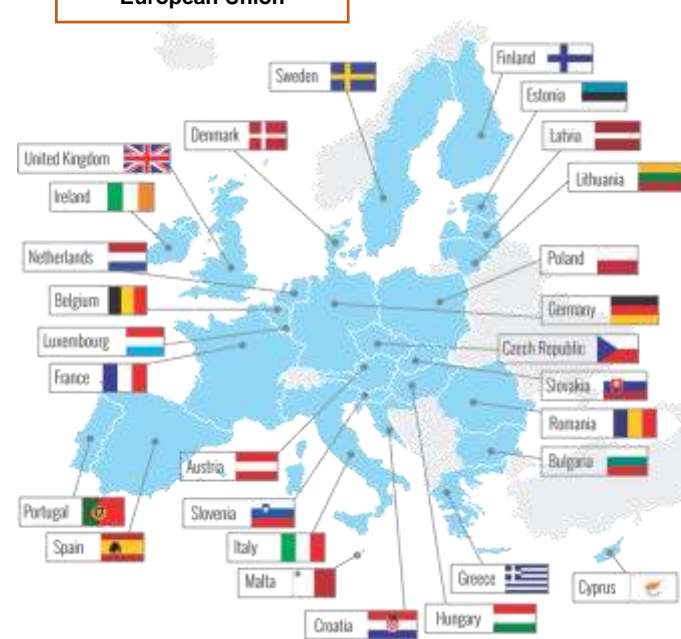 European Union
Finland
Sweden
Estonia
Denmark
Latvia
United Kingdom
Lithuania
Ireland
Netherlands
Poland
Belgium
Germany
Luxembourg
Czech Republic
France
Slovakia
Romania
Austria
Bulgaria
Portugal
Slovenia
Spain
Italy
Malta
Greece
Cyprus
Croatia
Hungary